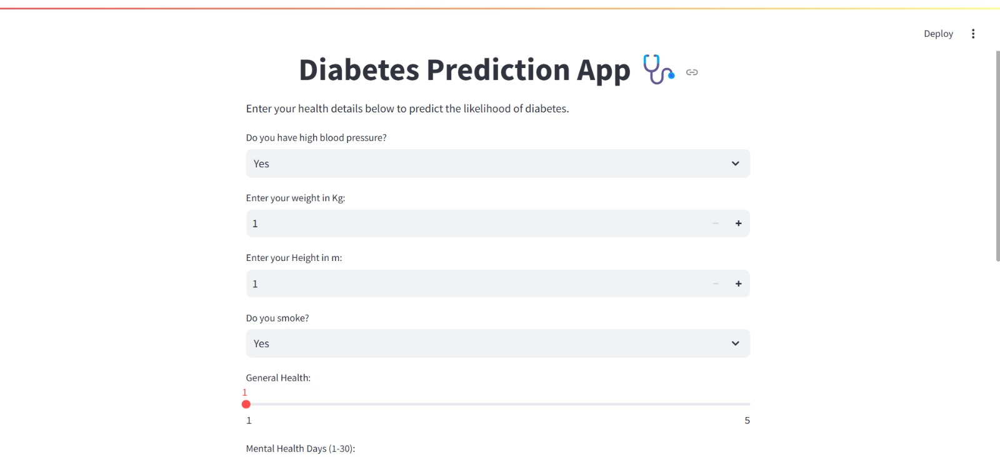 Deploy
Diabetes Prediction App
Enter your health details below to predict the likelihood of diabetes.
Do you have high blood pressure?
Yes
Enter your weight in Kg:
1
Enter your Height in m:
1
Do you smoke?
Yes
General Health:
1
1 5
Mental Health Days (1-30):